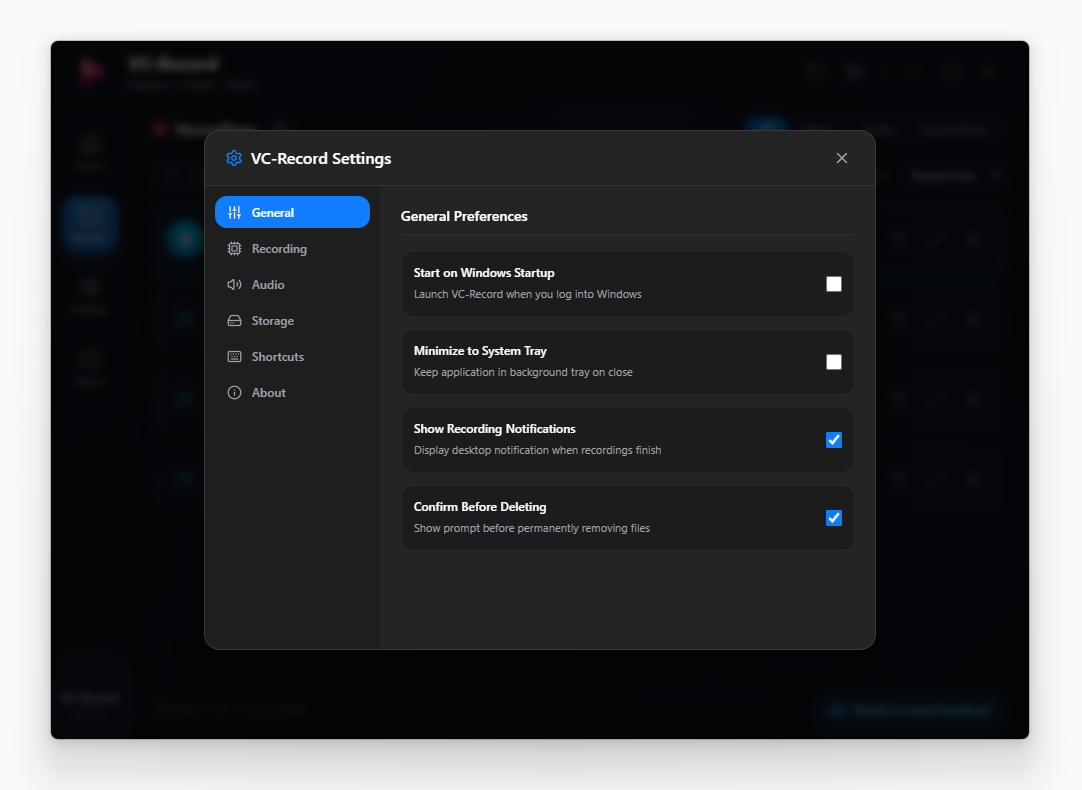 VC-Record Settings
General
Recording
Audio
Storage
Shortcuts
About
General Preferences
Start on Windows Startup
Launch VC-Record when you log into Windows
Minimize to System Tray
Keep application in background tray on close
Show Recording Notifications
Display desktop notification when recordings finish
Confirm Before Deleting
Show prompt before permanently removing files